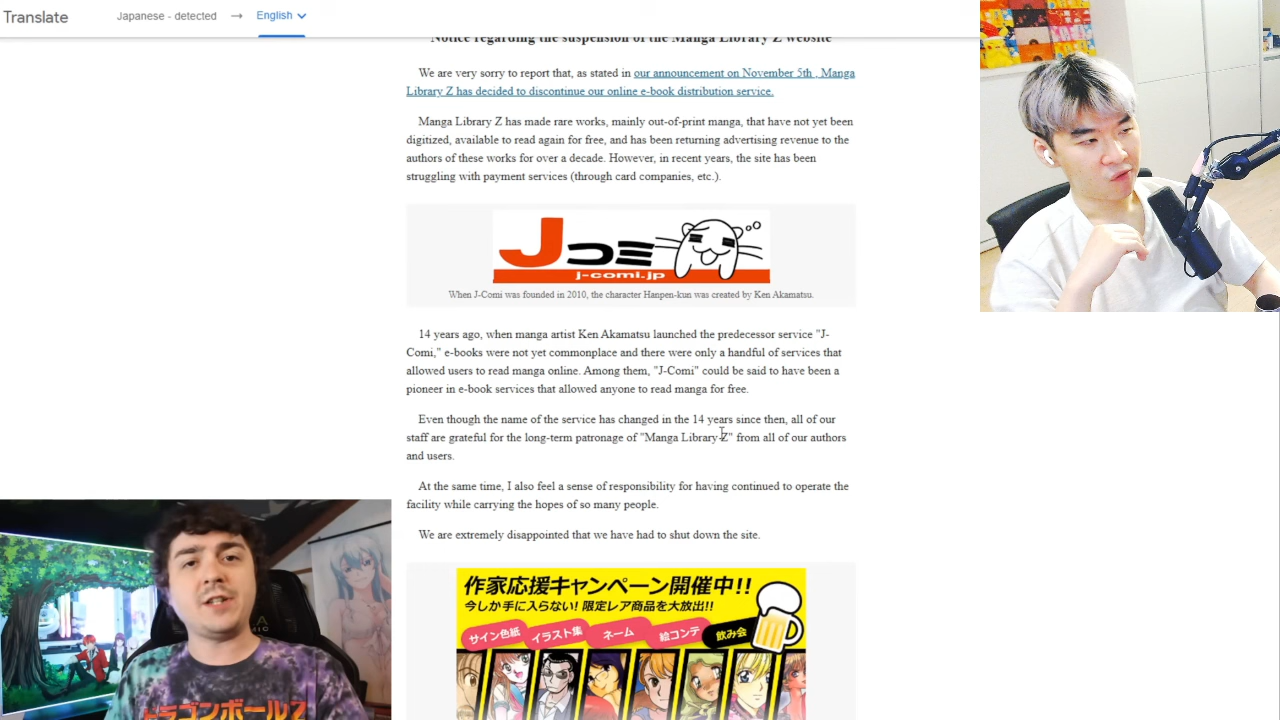 Translate
Japanese - detected → English
Notice regarding the suspension of the Manga Library Z website
We are very sorry to report that, as stated in our announcement on November 5th , Manga
Library Z has decided to discontinue our online e-book distribution service.
Manga Library Z has made rare works, mainly out-of-print manga, that have not yet been
digitized, available to read again for free, and has been returning advertising revenue to the
authors of these works for over a decade. However, in recent years, the site has been
struggling with payment services (through card companies, etc.).
Jコミ
j-comi.jp
When J-Comi was founded in 2010, the character Hanpen-kun was created by Ken Akamatsu.
14 years ago, when manga artist Ken Akamatsu launched the predecessor service "J-
Comi," e-books were not yet commonplace and there were only a handful of services that
allowed users to read manga online. Among them, "J-Comi" could be said to have been a
pioneer in e-book services that allowed anyone to read manga for free.
Even though the name of the service has changed in the 14 years since then, all of our
staff are grateful for the long-term patronage of "Manga Library Z" from all of our authors
and users.
At the same time, I also feel a sense of responsibility for having continued to operate the
facility while carrying the hopes of so many people.
We are extremely disappointed that we have had to shut down the site.
作家応援キャンペーン開催中!!
今しか手に入らない! 限定レア商品を大放出!!
サイン色紙 イラスト集 ネーム 絵コンテ 飲み会
ドラゴンボールZ